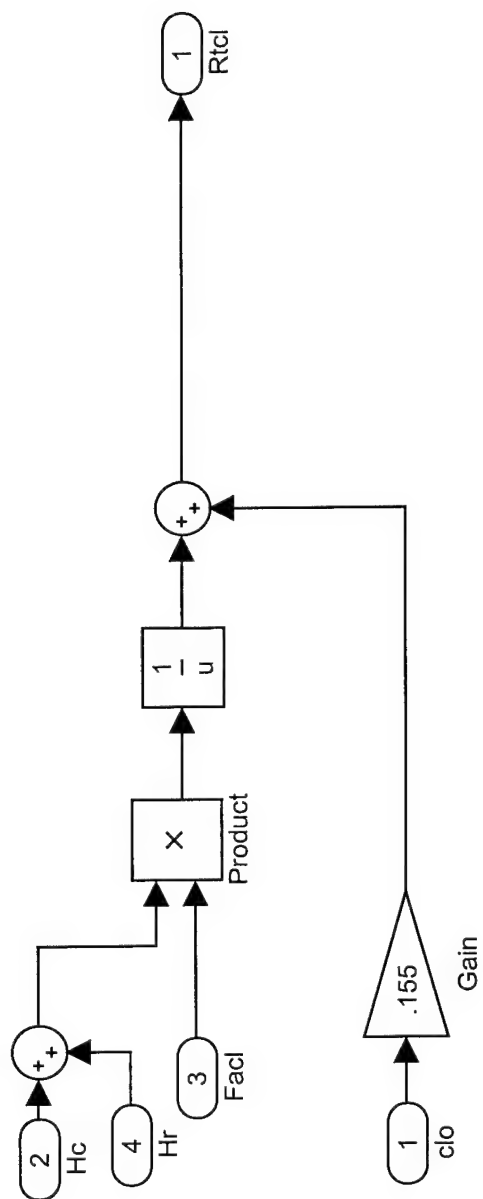 2
Hc
+
+
4
Hr
3
Facl
×
Product
1
u
+
+
1
Rtcl
1
clo
.155
Gain